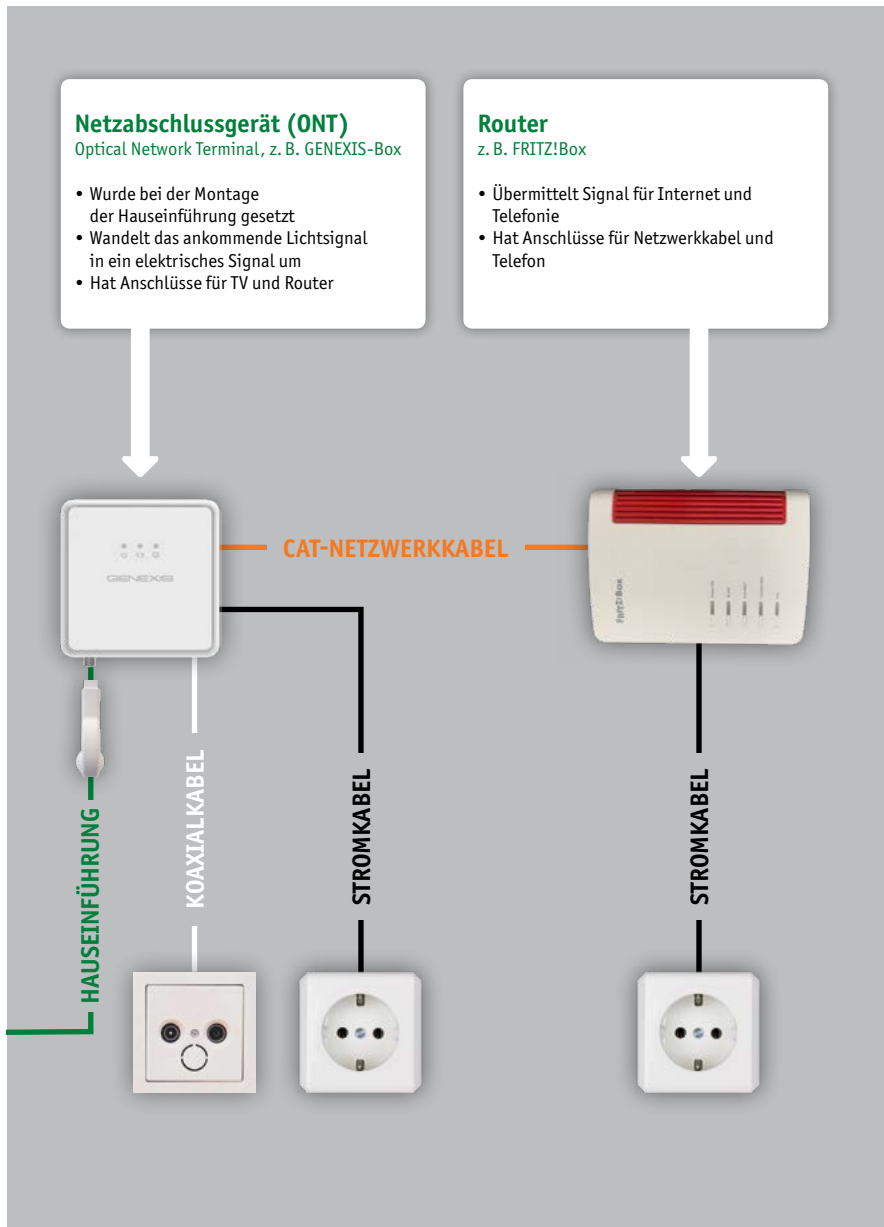 Netzabschlussgerät (ONT)
Optical Network Terminal, z. B. GENEXIS-Box
• Wurde bei der Montage
der Hauseinführung gesetzt
• Wandelt das ankommende Lichtsignal
in ein elektrisches Signal um
• Hat Anschlüsse für TV und Router
Router
z. B. FRITZ!Box
• Übermittelt Signal für Internet und
Telefonie
• Hat Anschlüsse für Netzwerkkabel und
Telefon
GENEXIS
CAT-NETZWERKKABEL
FRITZ!Box
HAUSEINFÜHRUNG
KOAXIALKABEL
STROMKABEL
STROMKABEL